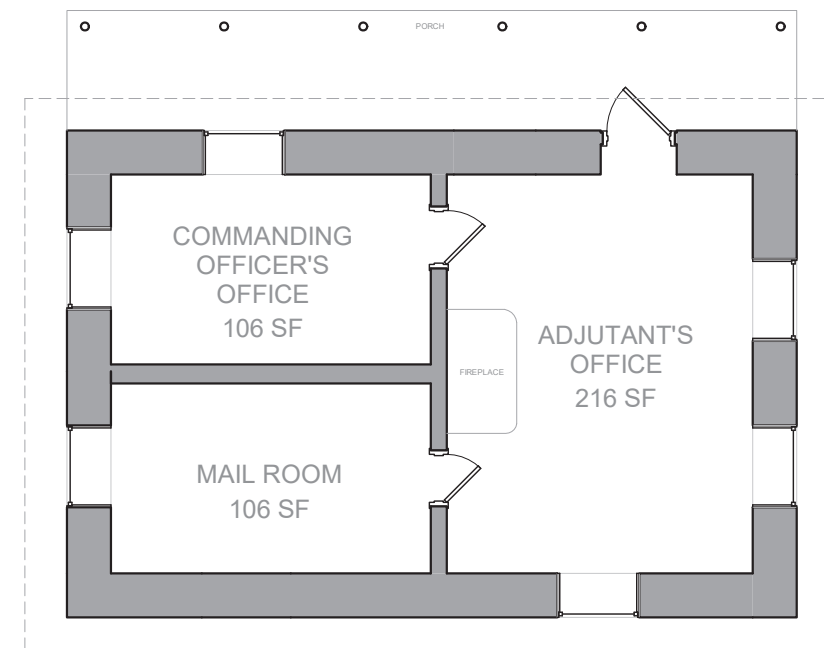 PORCH
COMMANDING
OFFICER'S
OFFICE
106 SF
ADJUTANT'S
OFFICE
216 SF
FIREPLACE
MAIL ROOM
106 SF